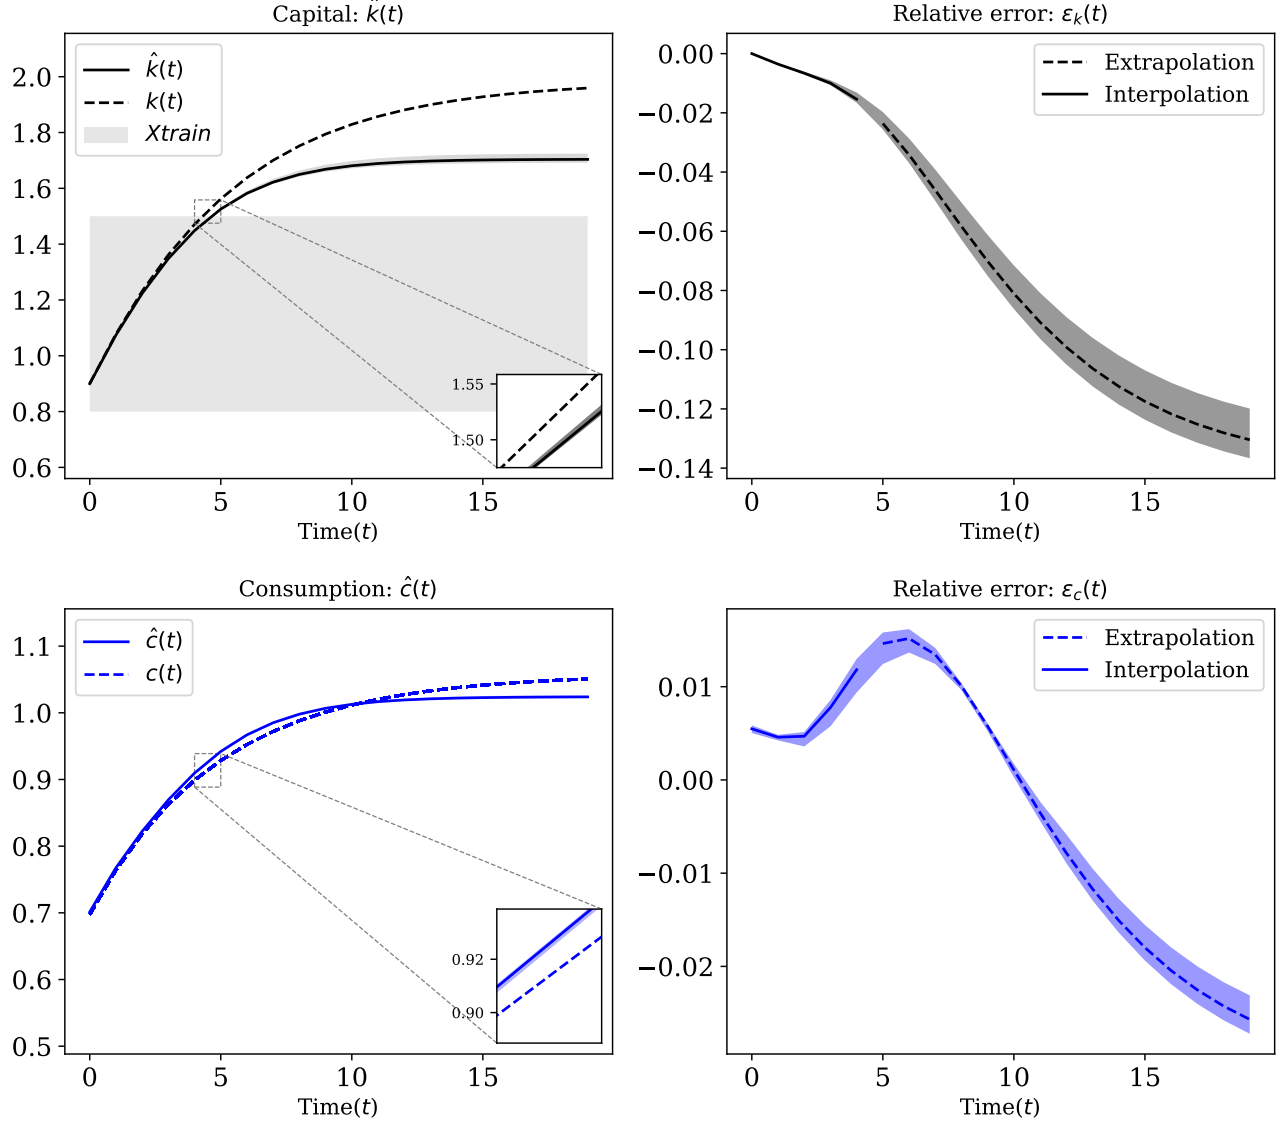 Capital: k̂(t)
k̂(t)
k(t)
Xtrain
2.0
1.8
1.6
1.4
1.2
1.0
0.8
0.6
1.55
1.50
0 5 10 15
Time(t)
Relative error: ε_k(t)
Extrapolation
Interpolation
0.00
−0.02
−0.04
−0.06
−0.08
−0.10
−0.12
−0.14
0 5 10 15
Time(t)
Consumption: ĉ(t)
ĉ(t)
c(t)
1.1
1.0
0.9
0.8
0.7
0.6
0.5
0.92
0.90
0 5 10 15
Time(t)
Relative error: ε_c(t)
Extrapolation
Interpolation
0.01
0.00
−0.01
−0.02
0 5 10 15
Time(t)